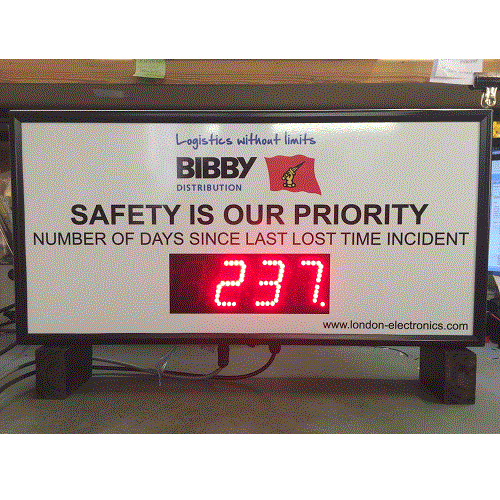 Logistics without limits
BIBBY
DISTRIBUTION
SAFETY IS OUR PRIORITY
NUMBER OF DAYS SINCE LAST LOST TIME INCIDENT
237.
www.london-electronics.com